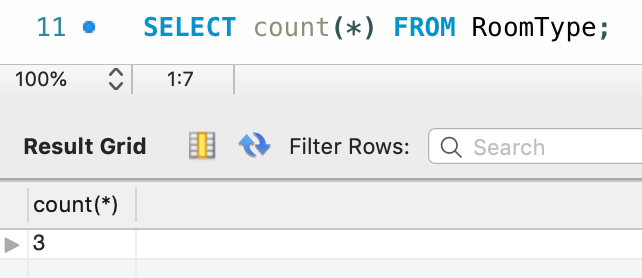 11 SELECT count(*) FROM RoomType;
100% 1:7
Result Grid Filter Rows: Search
count(*)
3